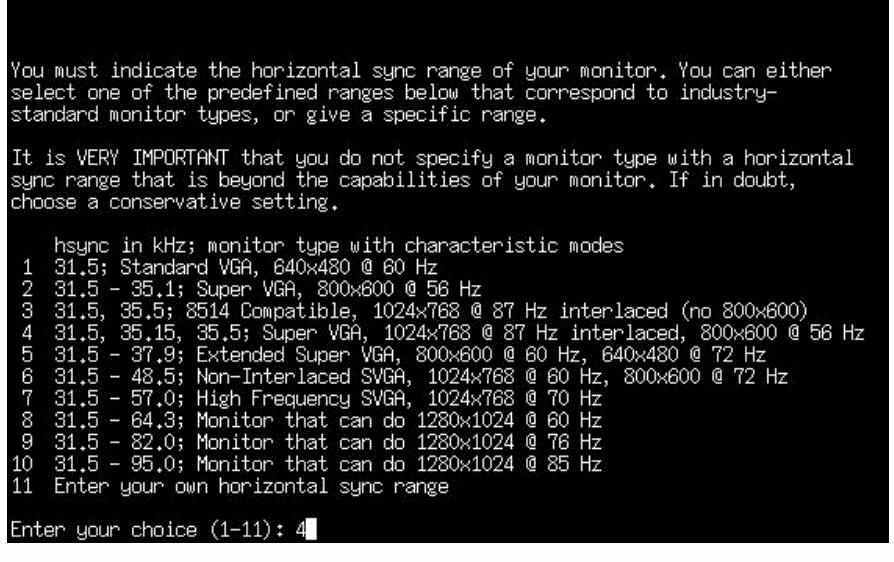 You must indicate the horizontal sync range of your monitor. You can either
select one of the predefined ranges below that correspond to industry-
standard monitor types, or give a specific range.
It is VERY IMPORTANT that you do not specify a monitor type with a horizontal
sync range that is beyond the capabilities of your monitor. If in doubt,
choose a conservative setting.
hsync in kHz; monitor type with characteristic modes
1 31.5; Standard VGA, 640x480 @ 60 Hz
2 31.5 - 35.1; Super VGA, 800x600 @ 56 Hz
3 31.5, 35.5; 8514 Compatible, 1024x768 @ 87 Hz interlaced (no 800x600)
4 31.5, 35.15, 35.5; Super VGA, 1024x768 @ 87 Hz interlaced, 800x600 @ 56 Hz
5 31.5 - 37.9; Extended Super VGA, 800x600 @ 60 Hz, 640x480 @ 72 Hz
6 31.5 - 48.5; Non-Interlaced SVGA, 1024x768 @ 60 Hz, 800x600 @ 72 Hz
7 31.5 - 57.0; High Frequency SVGA, 1024x768 @ 70 Hz
8 31.5 - 64.3; Monitor that can do 1280x1024 @ 60 Hz
9 31.5 - 82.0; Monitor that can do 1280x1024 @ 76 Hz
10 31.5 - 95.0; Monitor that can do 1280x1024 @ 85 Hz
11 Enter your own horizontal sync range
Enter your choice (1-11): 4